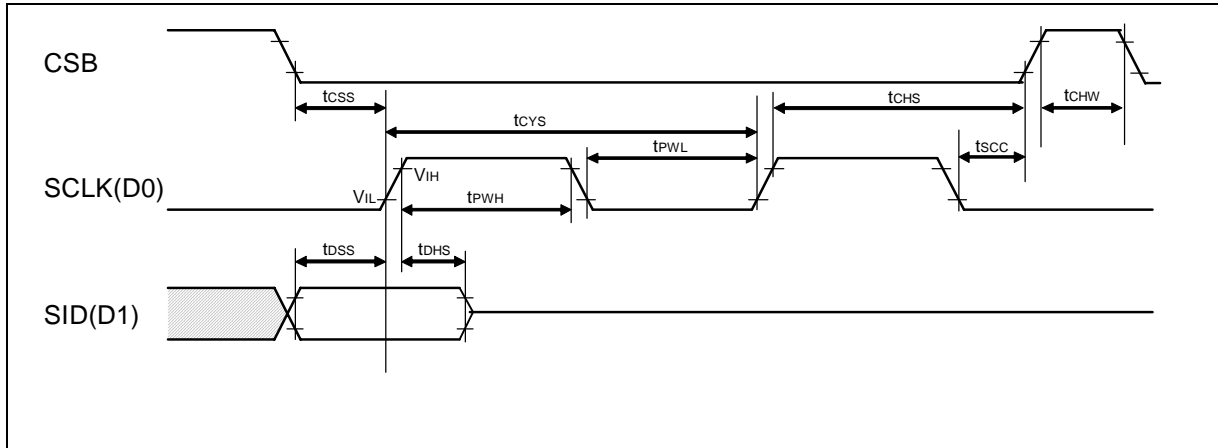 CSB
tCSS
tCHS
tCHW
tCYS
tPWL
tSCC
SCLK(D0)
VIH
VIL
tPWH
tDSS
tDHS
SID(D1)